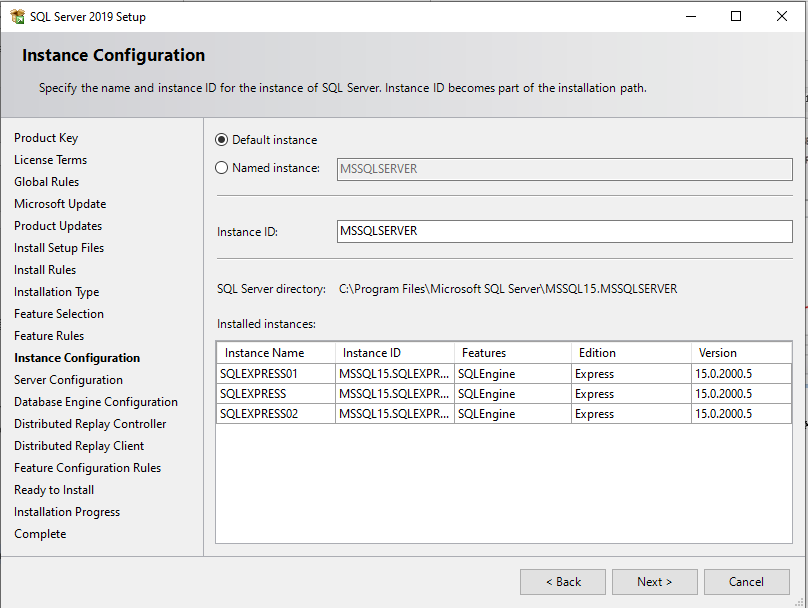 SQL Server 2019 Setup
Instance Configuration
Specify the name and instance ID for the instance of SQL Server. Instance ID becomes part of the installation path.
Product Key
License Terms
Global Rules
Microsoft Update
Product Updates
Install Setup Files
Install Rules
Installation Type
Feature Selection
Feature Rules
Instance Configuration
Server Configuration
Database Engine Configuration
Distributed Replay Controller
Distributed Replay Client
Feature Configuration Rules
Ready to Install
Installation Progress
Complete
Default instance
Named instance: MSSQLSERVER
Instance ID: MSSQLSERVER
SQL Server directory: C:\Program Files\Microsoft SQL Server\MSSQL15.MSSQLSERVER
Installed instances:
Instance Name Instance ID Features Edition Version
SQLEXPRESS01 MSSQL15.SQLEXPR... SQLEngine Express 15.0.2000.5
SQLEXPRESS MSSQL15.SQLEXPR... SQLEngine Express 15.0.2000.5
SQLEXPRESS02 MSSQL15.SQLEXPR... SQLEngine Express 15.0.2000.5
< Back Next > Cancel